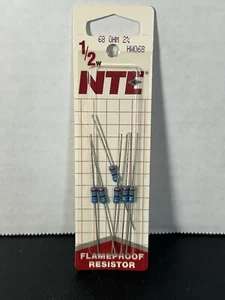 68 OHM 2%
HW068
1/2W
NTE
FLAMEPROOF
RESISTOR